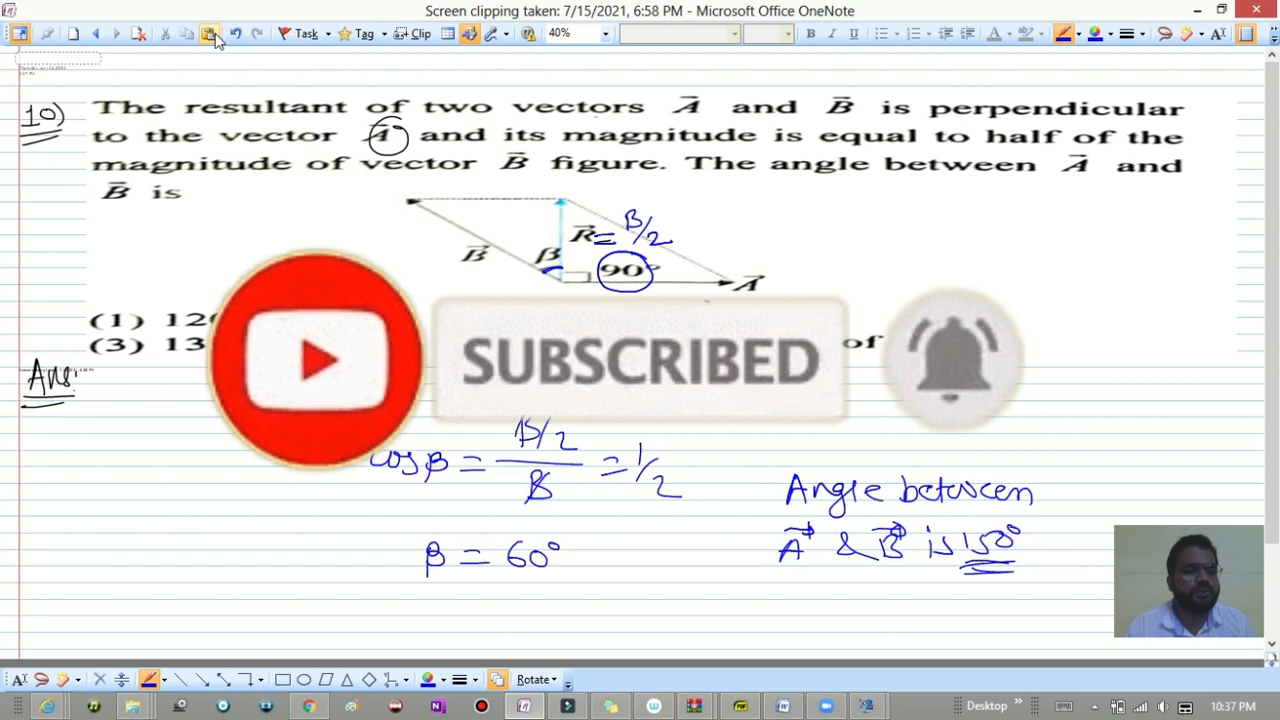 Screen clipping taken: 7/15/2021, 6:58 PM - Microsoft Office OneNote
Task Tag Clip 40%
10) The resultant of two vectors A⃗ and B⃗ is perpendicular
to the vector A⃗ and its magnitude is equal to half of the
magnitude of vector B⃗ figure. The angle between A⃗ and
B⃗ is
B⃗ β R⃗ = B/2
90° A⃗
(1)
(3) of
SUBSCRIBED
Ans:
cos β = B/2 / B = 1/2
Angle between
A⃗ & B⃗ is 150°
β = 60°
Rotate
Desktop
10:37 PM